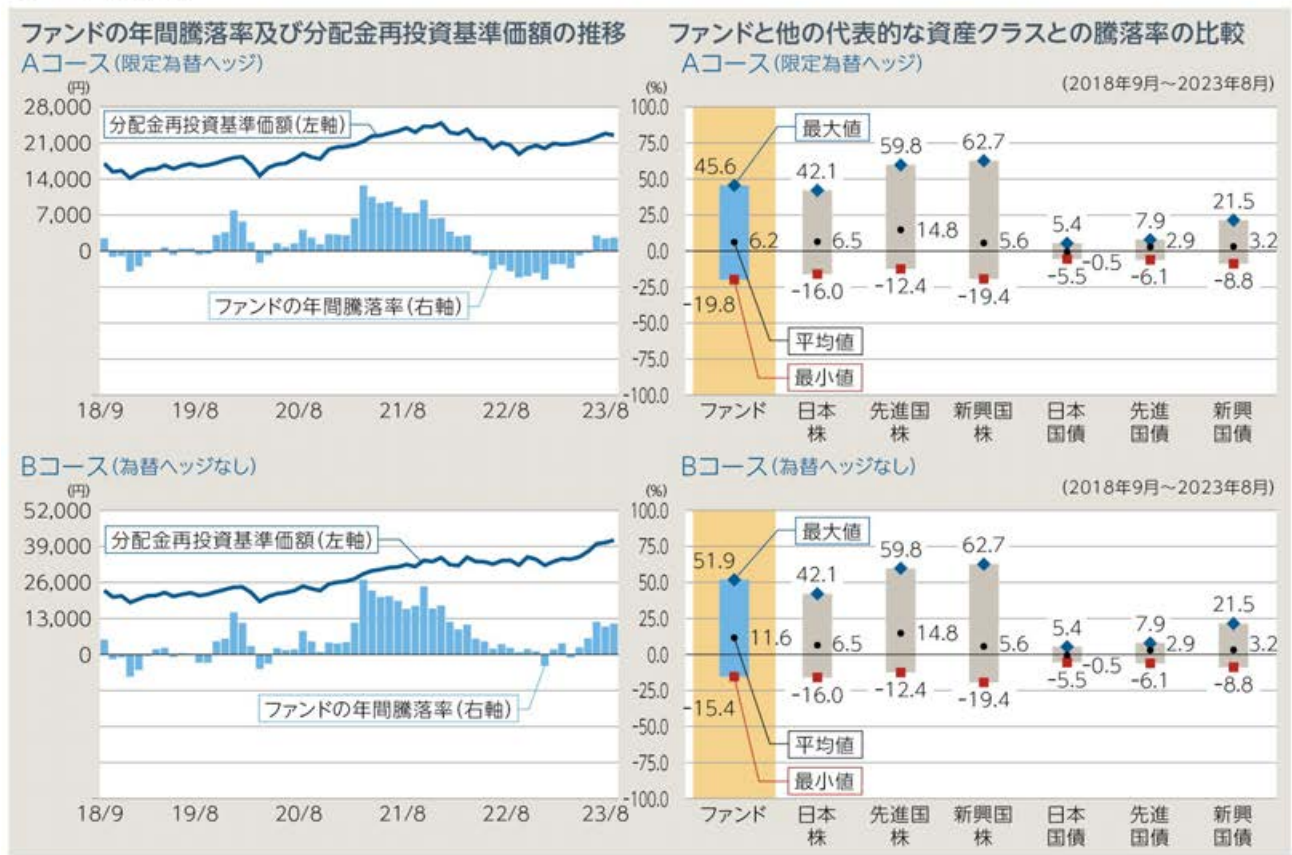 ファンドの年間騰落率及び分配金再投資基準価額の推移
Aコース(限定為替ヘッジ)
(円)
(%)
28,000
21,000
14,000
7,000
0
100.0
75.0
50.0
25.0
0.0
-25.0
-50.0
-75.0
-100.0
分配金再投資基準価額(左軸)
ファンドの年間騰落率(右軸)
18/9 19/8 20/8 21/8 22/8 23/8
ファンドと他の代表的な資産クラスとの騰落率の比較
Aコース(限定為替ヘッジ)
(2018年9月～2023年8月)
最大値
45.6 42.1 59.8 62.7 5.4 7.9 21.5
6.2 6.5 14.8 5.6 -0.5 2.9 3.2
-19.8 -16.0 -12.4 -19.4 -5.5 -6.1 -8.8
平均値
最小値
ファンド 日本 先進国 新興国 日本 先進 新興
株 株 株 国債 国債 国債
Bコース(為替ヘッジなし)
(円)
(%)
52,000
39,000
26,000
13,000
0
100.0
75.0
50.0
25.0
0.0
-25.0
-50.0
-75.0
-100.0
分配金再投資基準価額(左軸)
ファンドの年間騰落率(右軸)
18/9 19/8 20/8 21/8 22/8 23/8
Bコース(為替ヘッジなし)
(2018年9月～2023年8月)
最大値
51.9 42.1 59.8 62.7 5.4 7.9 21.5
11.6 6.5 14.8 5.6 -0.5 2.9 3.2
-15.4 -16.0 -12.4 -19.4 -5.5 -6.1 -8.8
平均値
最小値
ファンド 日本 先進国 新興国 日本 先進 新興
株 株 株 国債 国債 国債